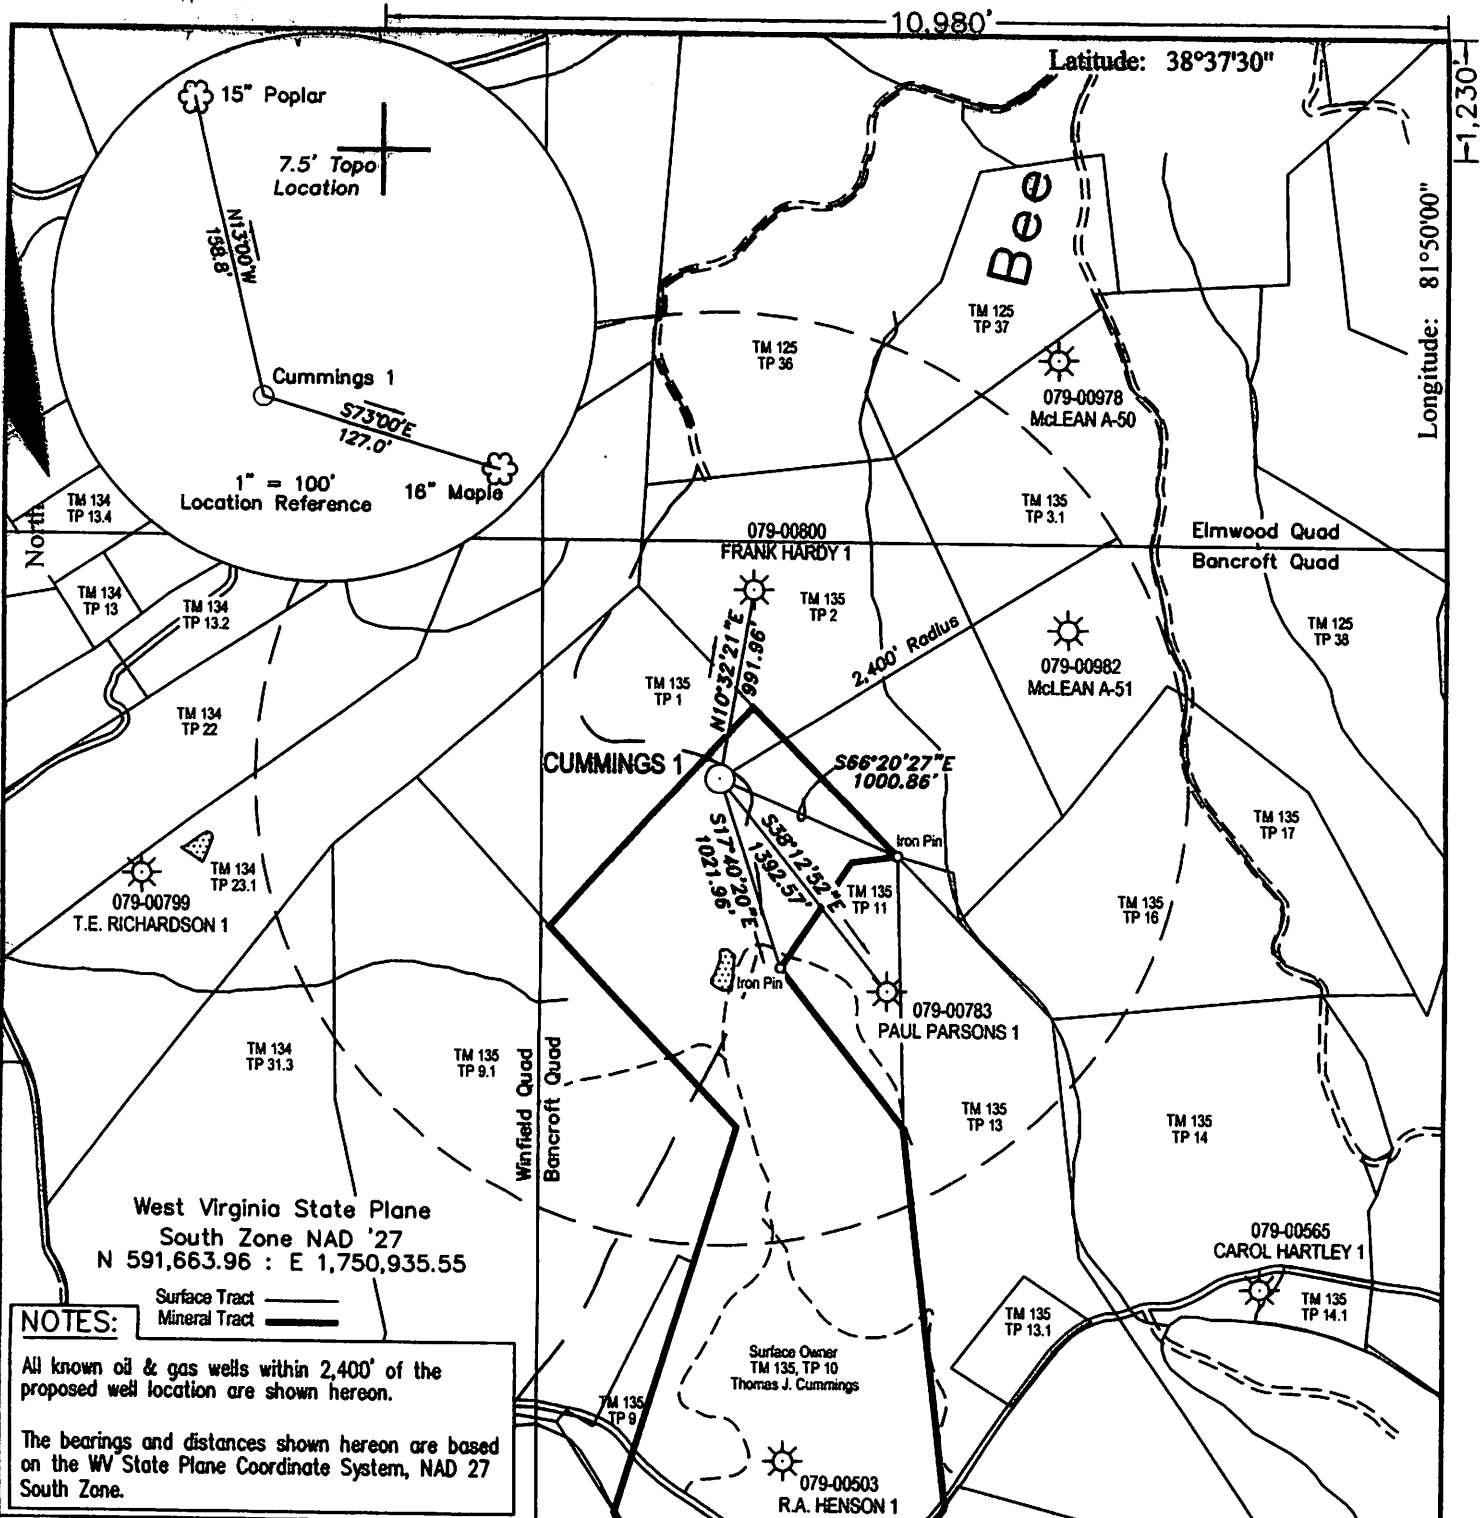 10,980'
Latitude: 38°37'30"
1,230'
Longitude: 81°50'00"
15" Poplar
7.5' Topo
Location
N13°00'W
158.8'
Cummings 1
S73°00'E
127.0'
16" Maple
1" = 100'
Location Reference
North
Bee
TM 125
TP 37
TM 125
TP 36
079-00978
McLEAN A-50
TM 134
TP 13.4
TM 135
TP 3.1
Elmwood Quad
Bancroft Quad
079-00800
FRANK HARDY 1
TM 134
TP 13
TM 134
TP 13.2
TM 135
TP 2
TM 125
TP 38
2,400' Radius
079-00982
McLEAN A-51
N10°32'21"E
991.96'
TM 135
TP 1
TM 134
TP 22
CUMMINGS 1
S66°20'27"E
1000.86'
S38°12'52"E
1392.57'
S17°40'20"E
1021.96'
Iron Pin
TM 135
TP 17
TM 134
TP 23.1
079-00799
T.E. RICHARDSON 1
TM 135
TP 11
TM 135
TP 16
Iron Pin
079-00783
PAUL PARSONS 1
TM 134
TP 31.3
TM 135
TP 9.1
Winfield Quad
Bancroft Quad
TM 135
TP 13
TM 135
TP 14
West Virginia State Plane
South Zone NAD '27
N 591,663.96 : E 1,750,935.55
Surface Tract
Mineral Tract
079-00565
CAROL HARTLEY 1
TM 135
TP 14.1
TM 135
TP 13.1
NOTES:
All known oil & gas wells within 2,400' of the
proposed well location are shown hereon.
The bearings and distances shown hereon are based
on the WV State Plane Coordinate System, NAD 27
South Zone.
Surface Owner
TM 135, TP 10
Thomas J. Cummings
TM 135
TP 9
079-00503
R.A. HENSON 1